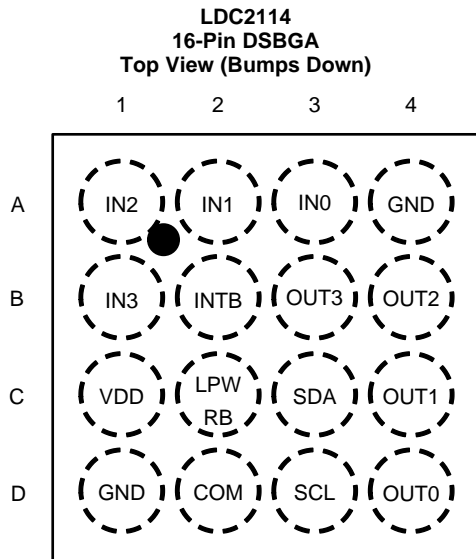 LDC2114
16-Pin DSBGA
Top View (Bumps Down)
1 2 3 4
A IN2 IN1 IN0 GND
B IN3 INTB OUT3 OUT2
C VDD LPW RB SDA OUT1
D GND COM SCL OUT0